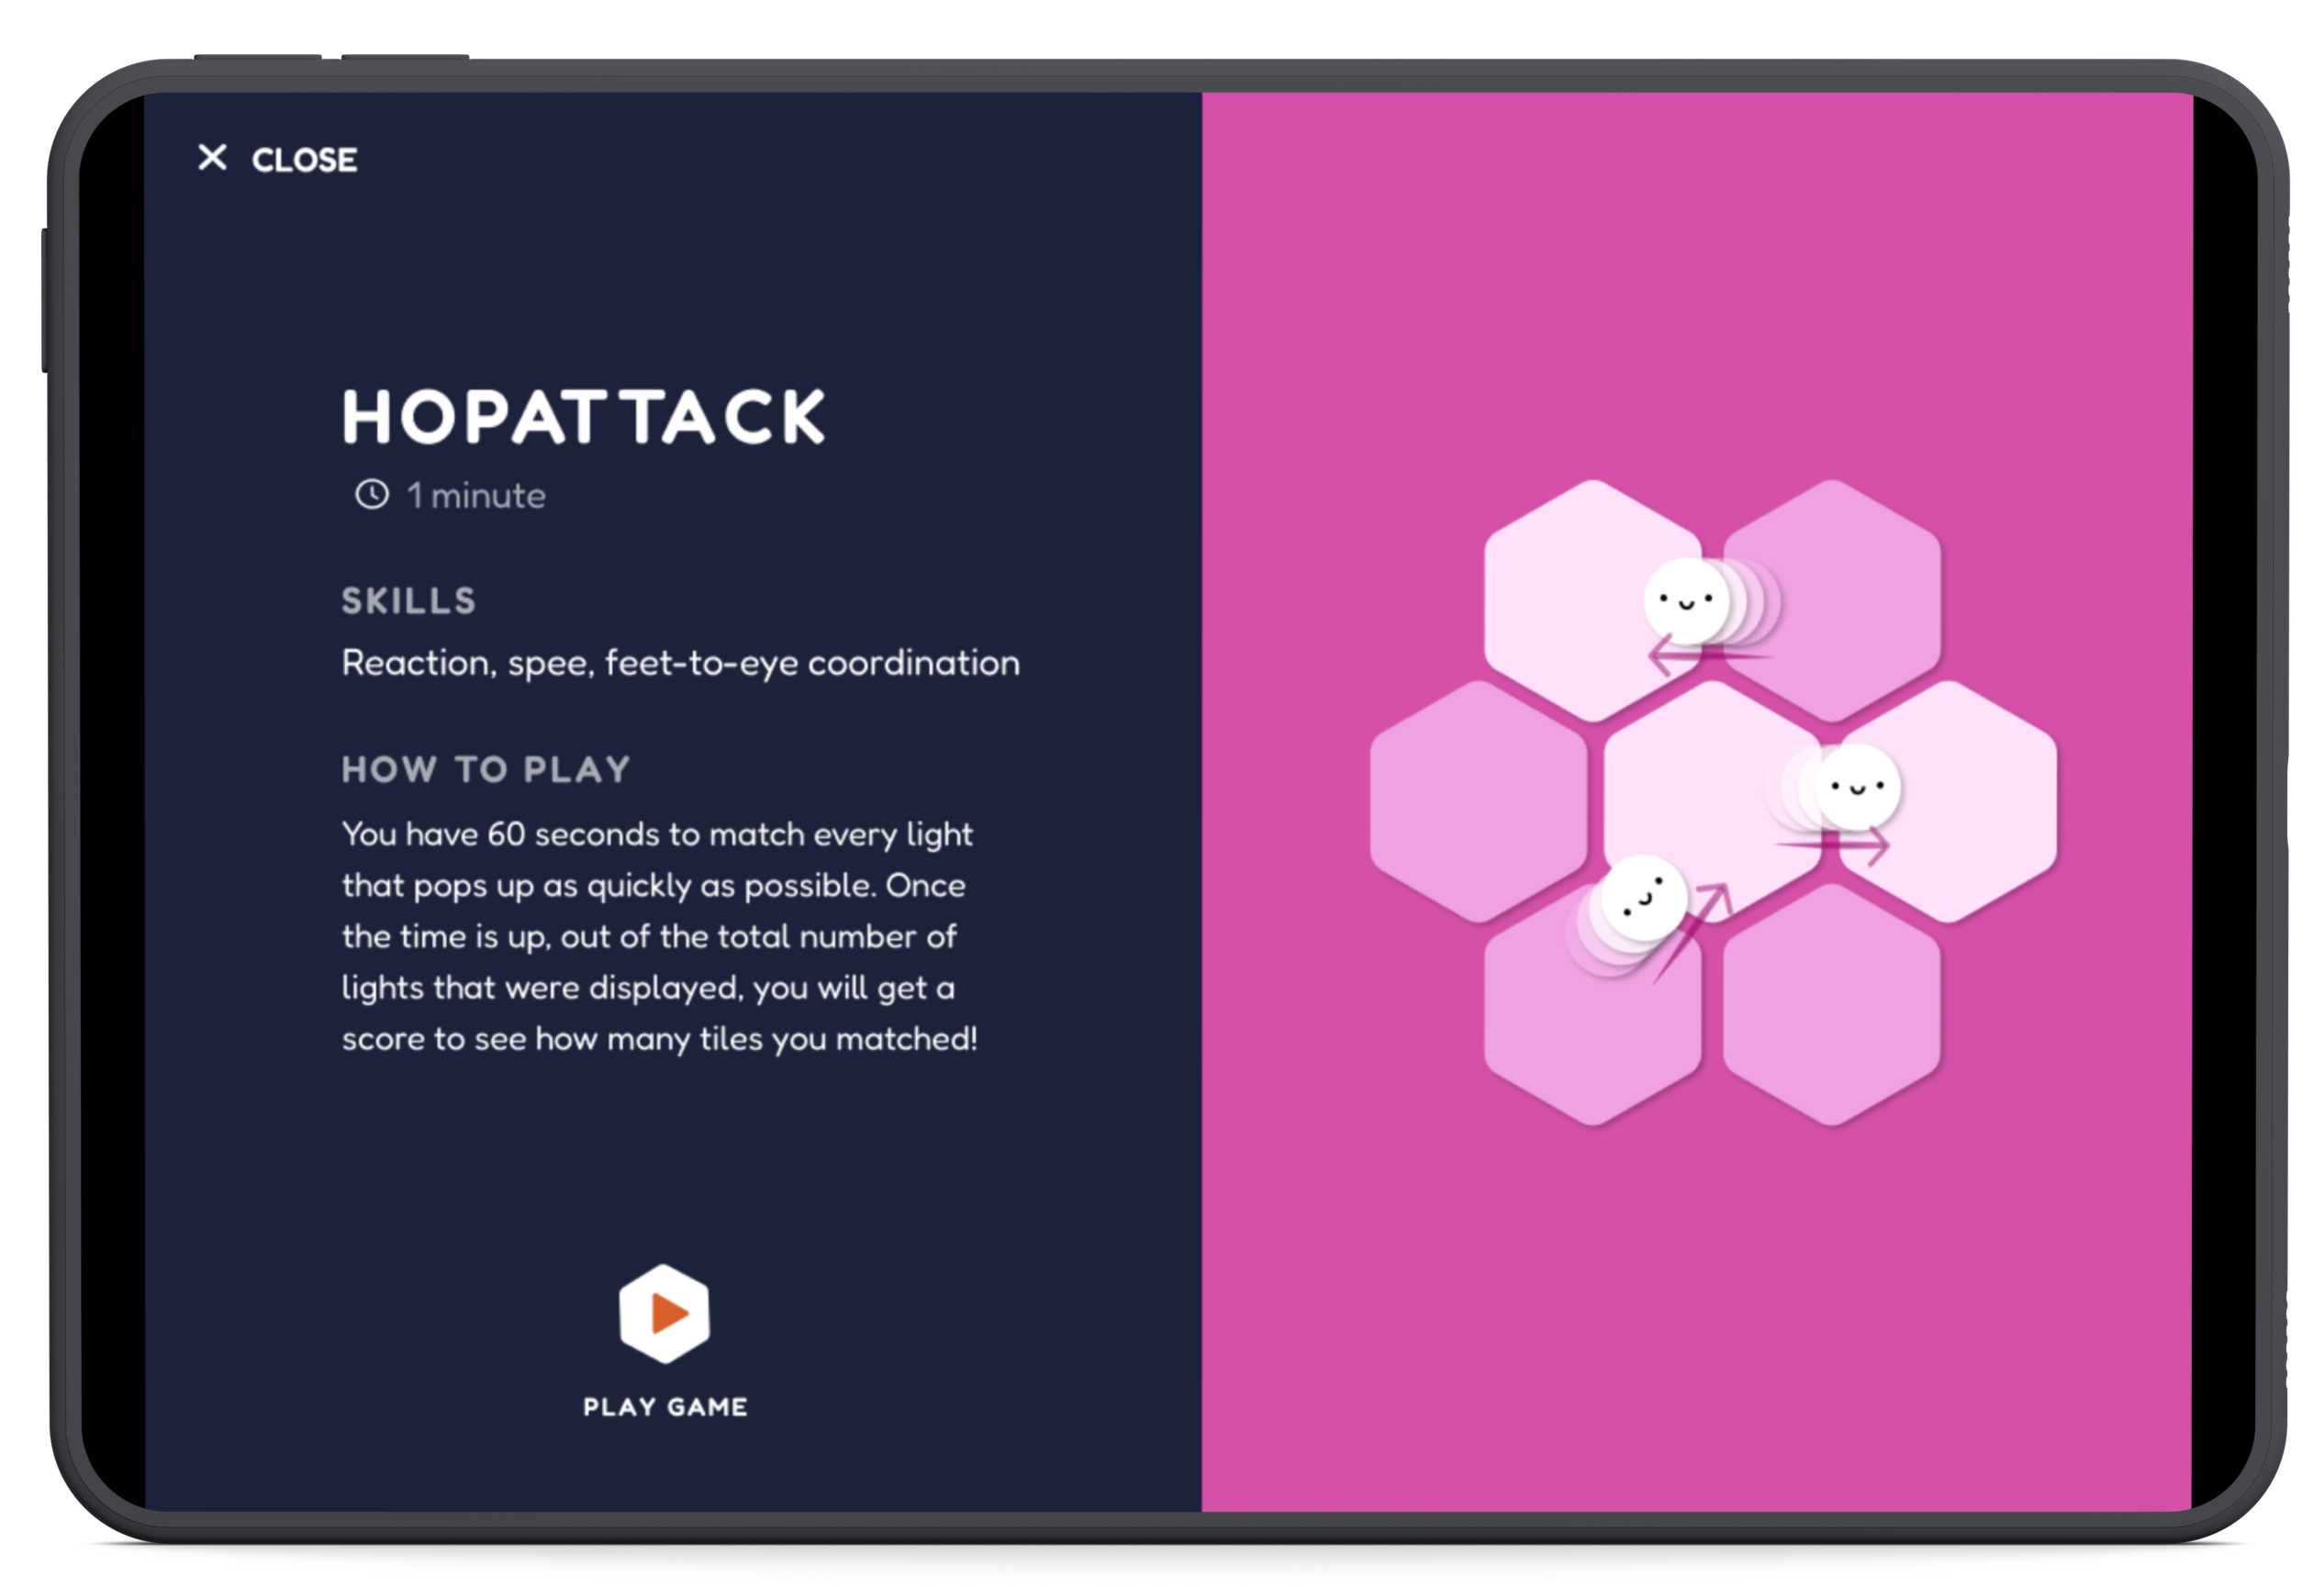 CLOSE
HOPATTACK
1 minute
SKILLS
Reaction, spee, feet-to-eye coordination
HOW TO PLAY
You have 60 seconds to match every light
that pops up as quickly as possible. Once
the time is up, out of the total number of
lights that were displayed, you will get a
score to see how many tiles you matched!
PLAY GAME